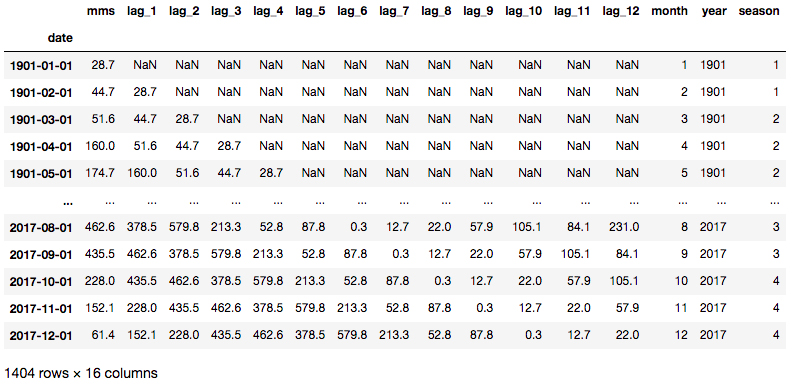 mms lag_1 lag_2 lag_3 lag_4 lag_5 lag_6 lag_7 lag_8 lag_9 lag_10 lag_11 lag_12 month year season
date
1901-01-01 28.7 NaN NaN NaN NaN NaN NaN NaN NaN NaN NaN NaN NaN 1 1901 1
1901-02-01 44.7 28.7 NaN NaN NaN NaN NaN NaN NaN NaN NaN NaN NaN 2 1901 1
1901-03-01 51.6 44.7 28.7 NaN NaN NaN NaN NaN NaN NaN NaN NaN NaN 3 1901 2
1901-04-01 160.0 51.6 44.7 28.7 NaN NaN NaN NaN NaN NaN NaN NaN NaN 4 1901 2
1901-05-01 174.7 160.0 51.6 44.7 28.7 NaN NaN NaN NaN NaN NaN NaN NaN 5 1901 2
... ... ... ... ... ... ... ... ... ... ... ... ... ... ... ... ...
2017-08-01 462.6 378.5 579.8 213.3 52.8 87.8 0.3 12.7 22.0 57.9 105.1 84.1 231.0 8 2017 3
2017-09-01 435.5 462.6 378.5 579.8 213.3 52.8 87.8 0.3 12.7 22.0 57.9 105.1 84.1 9 2017 3
2017-10-01 228.0 435.5 462.6 378.5 579.8 213.3 52.8 87.8 0.3 12.7 22.0 57.9 105.1 10 2017 4
2017-11-01 152.1 228.0 435.5 462.6 378.5 579.8 213.3 52.8 87.8 0.3 12.7 22.0 57.9 11 2017 4
2017-12-01 61.4 152.1 228.0 435.5 462.6 378.5 579.8 213.3 52.8 87.8 0.3 12.7 22.0 12 2017 4
1404 rows × 16 columns